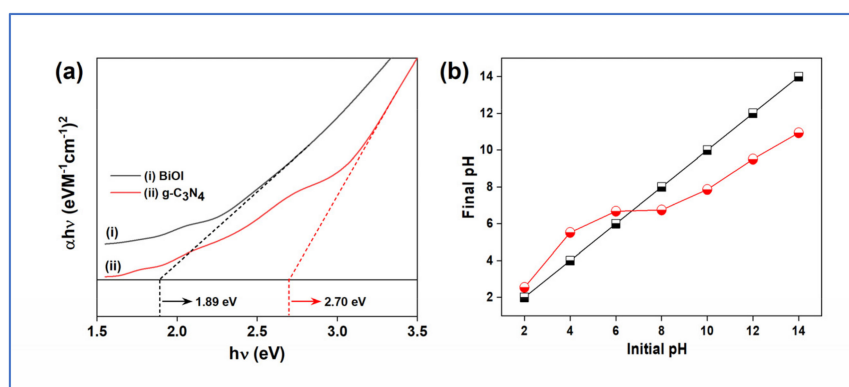 (a)
αhν (eVM⁻¹cm⁻¹)²
(i) BiOI
(ii) g-C₃N₄
(i)
(ii)
1.89 eV
2.70 eV
1.5 2.0 2.5 3.0 3.5
hν (eV)
(b)
Final pH
14
12
10
8
6
4
2
2 4 6 8 10 12 14
Initial pH